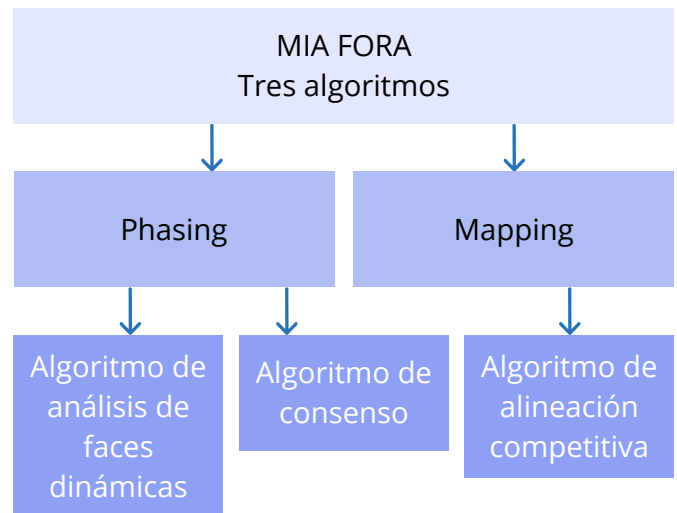 MIA FORA
Tres algoritmos
Phasing
Mapping
Algoritmo de
análisis de
faces
dinámicas
Algoritmo de
consenso
Algoritmo de
alineación
competitiva